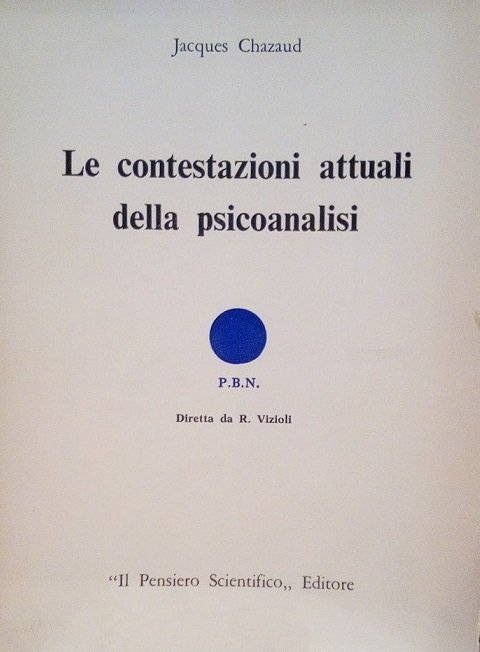 Jacques Chazaud
Le contestazioni attuali
della psicoanalisi
P.B.N.
Diretta da R. Vizioli
“Il Pensiero Scientifico„ Editore